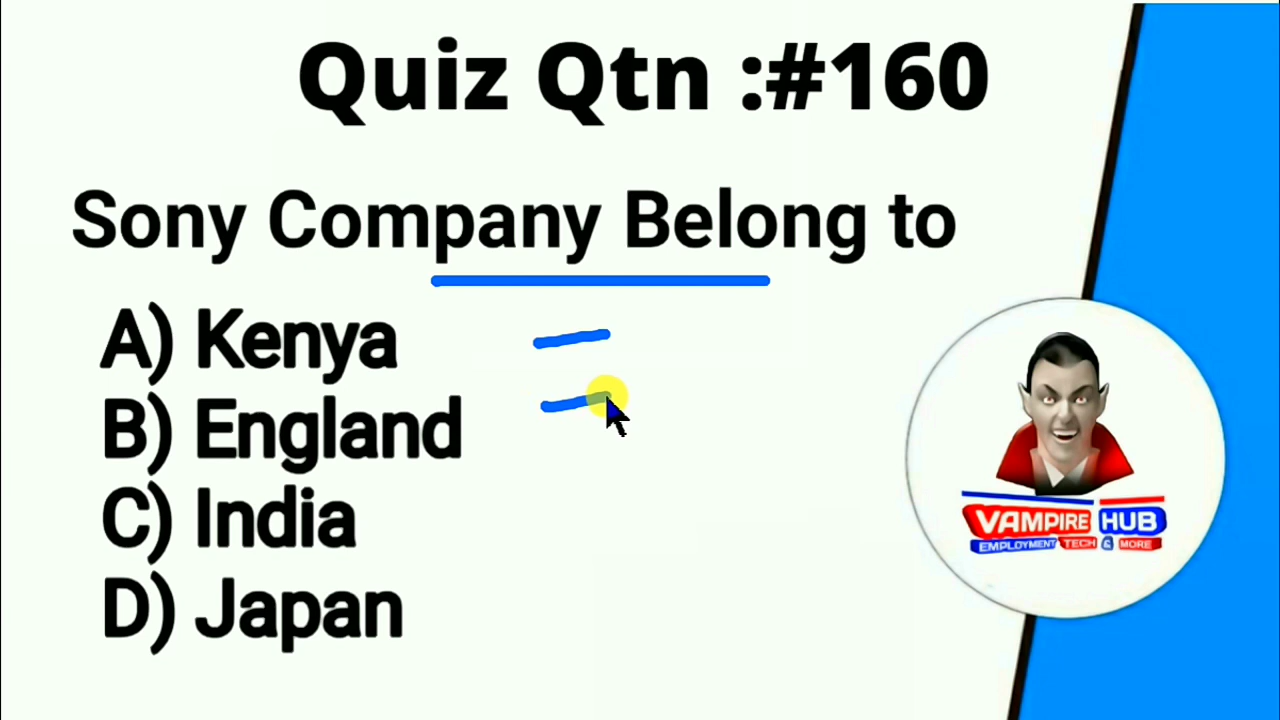 Quiz Qtn :#160
Sony Company Belong to
A) Kenya
B) England
C) India
D) Japan
VAMPIRE HUB
EMPLOYMENT TECH & MORE